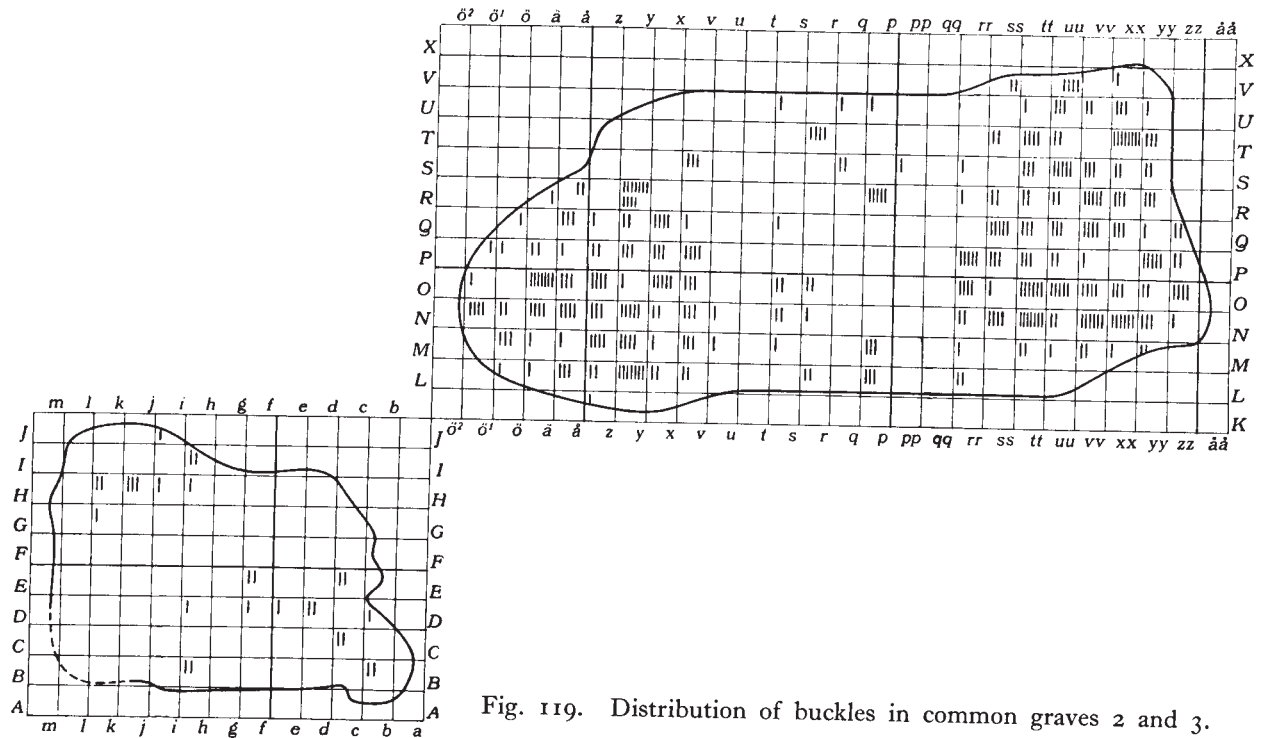 ö² ö¹ ö ä å z y x v u t s r q p pp qq rr ss tt uu vv xx yy zz åå
X X
V V
U U
T T
S S
R R
Q Q
P P
O O
N N
M M
L L
K
ö² ö¹ ö ä å z y x v u t s r q p pp qq rr ss tt uu vv xx yy zz åå
m l k j i h g f e d c b
J J
I I
H H
G G
F F
E E
D D
C C
B B
A A
m l k j i h g f e d c b a
Fig. 119. Distribution of buckles in common graves 2 and 3.